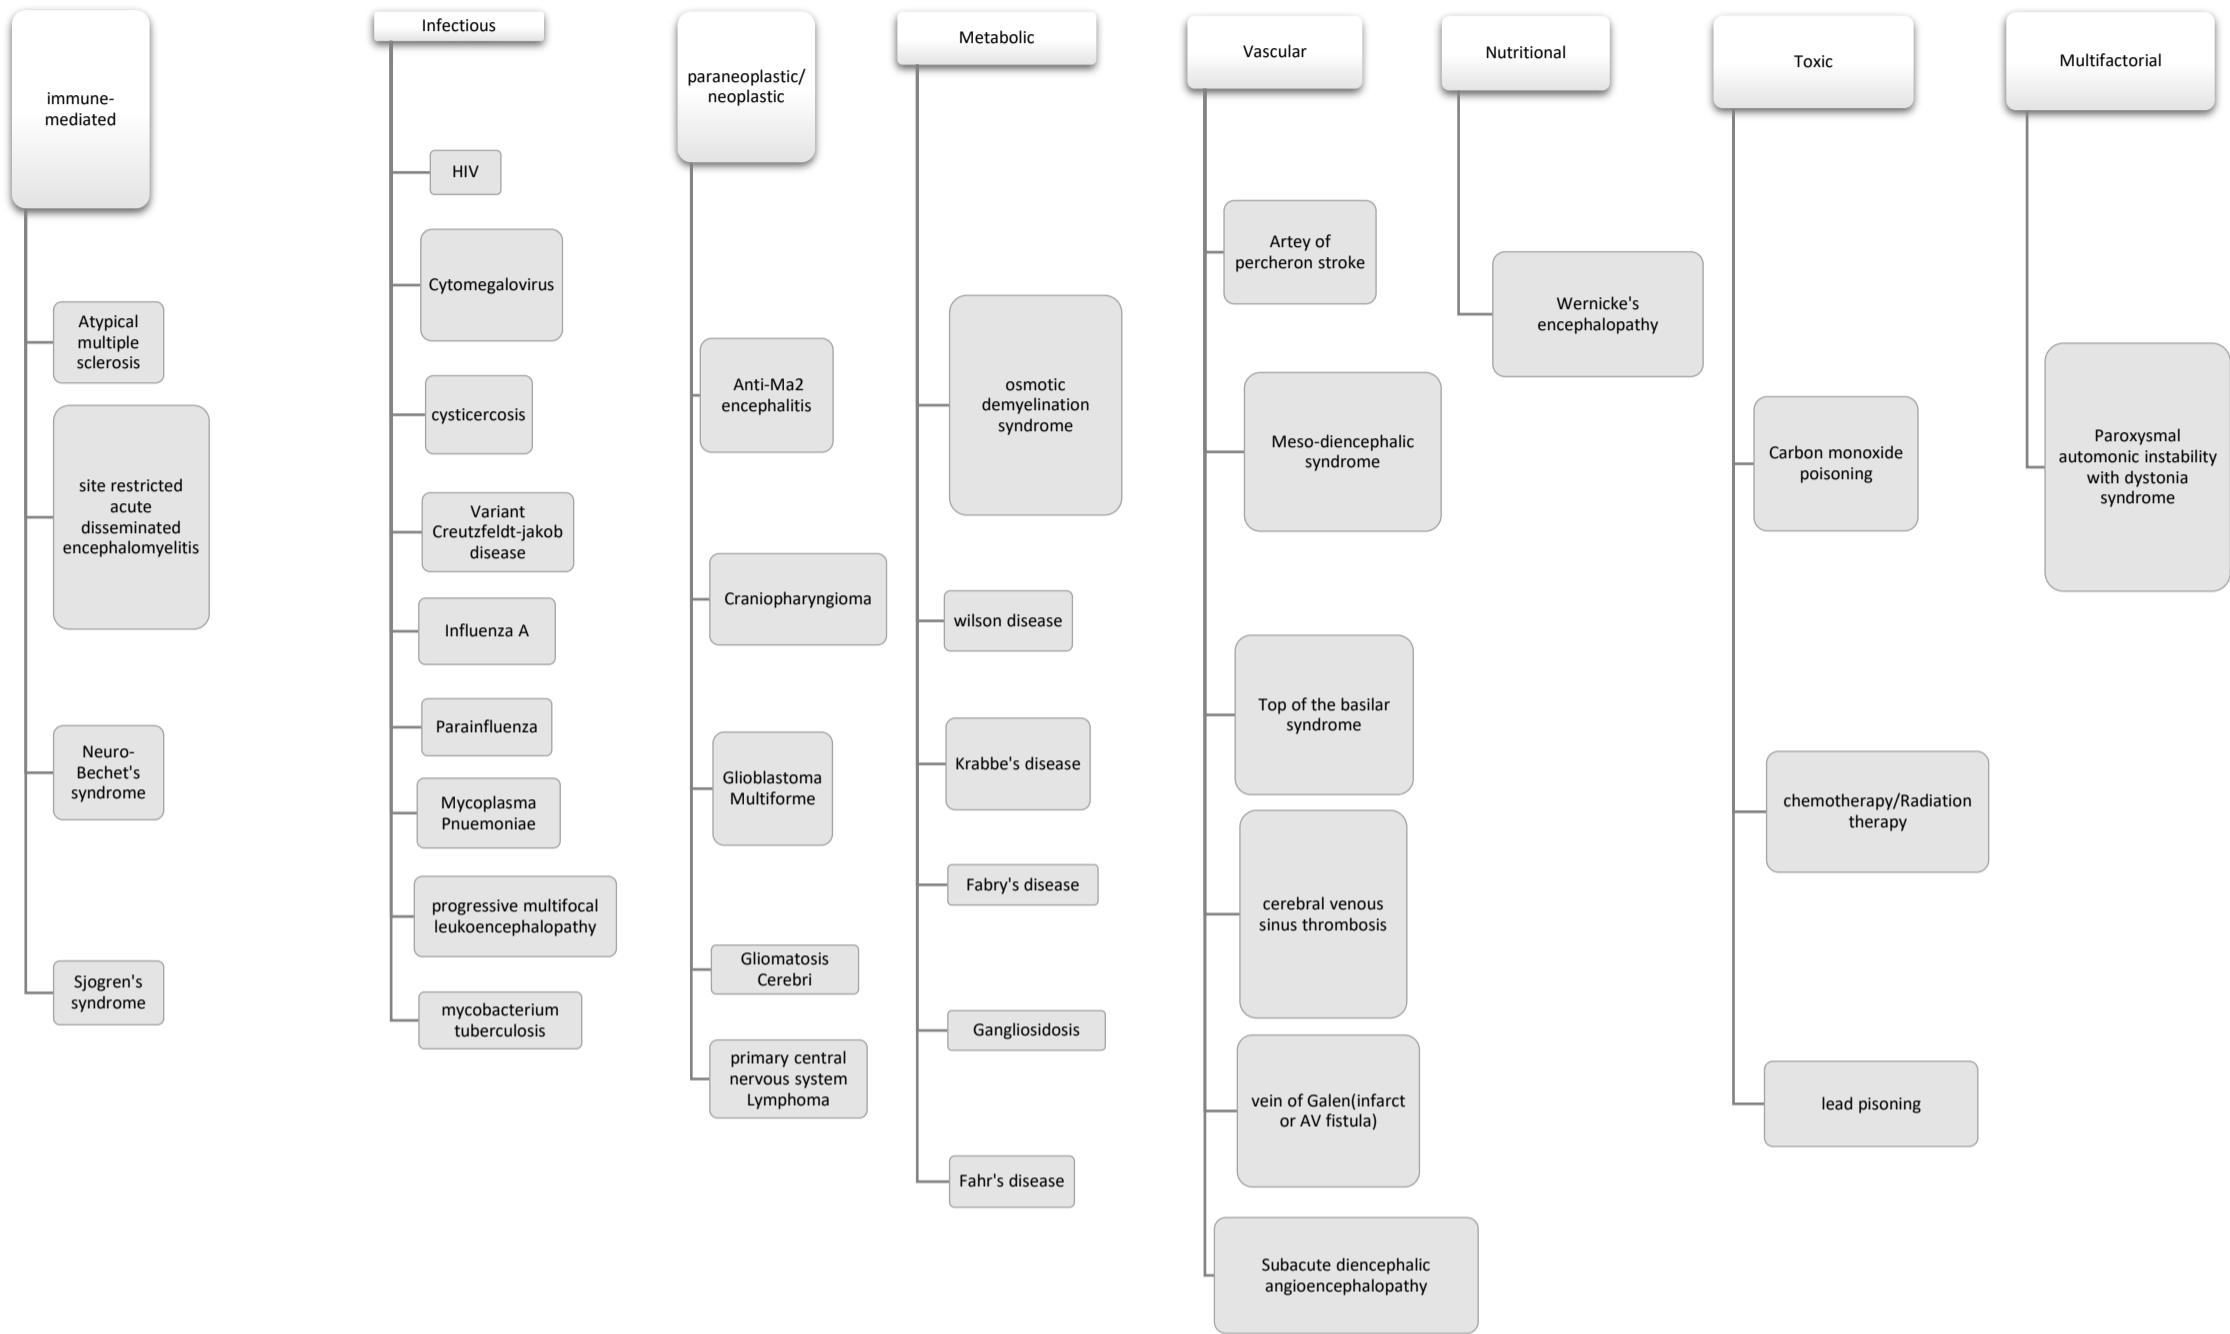 immune-
mediated
Atypical
multiple
sclerosis
site restricted
acute
disseminated
encephalomyelitis
Neuro-
Bechet's
syndrome
Sjogren's
syndrome
Infectious
HIV
Cytomegalovirus
cysticercosis
Variant
Creutzfeldt-jakob
disease
Influenza A
Parainfluenza
Mycoplasma
Pnuemoniae
progressive multifocal
leukoencephalopathy
mycobacterium
tuberculosis
paraneoplastic/
neoplastic
Anti-Ma2
encephalitis
Craniopharyngioma
Glioblastoma
Multiforme
Gliomatosis
Cerebri
primary central
nervous system
Lymphoma
Metabolic
osmotic
demyelination
syndrome
wilson disease
Krabbe's disease
Fabry's disease
Gangliosidosis
Fahr's disease
Vascular
Artey of
percheron stroke
Meso-diencephalic
syndrome
Top of the basilar
syndrome
cerebral venous
sinus thrombosis
vein of Galen(infarct
or AV fistula)
Subacute diencephalic
angioencephalopathy
Nutritional
Wernicke's
encephalopathy
Toxic
Carbon monoxide
poisoning
chemotherapy/Radiation
therapy
lead pisoning
Multifactorial
Paroxysmal
automonic instability
with dystonia
syndrome